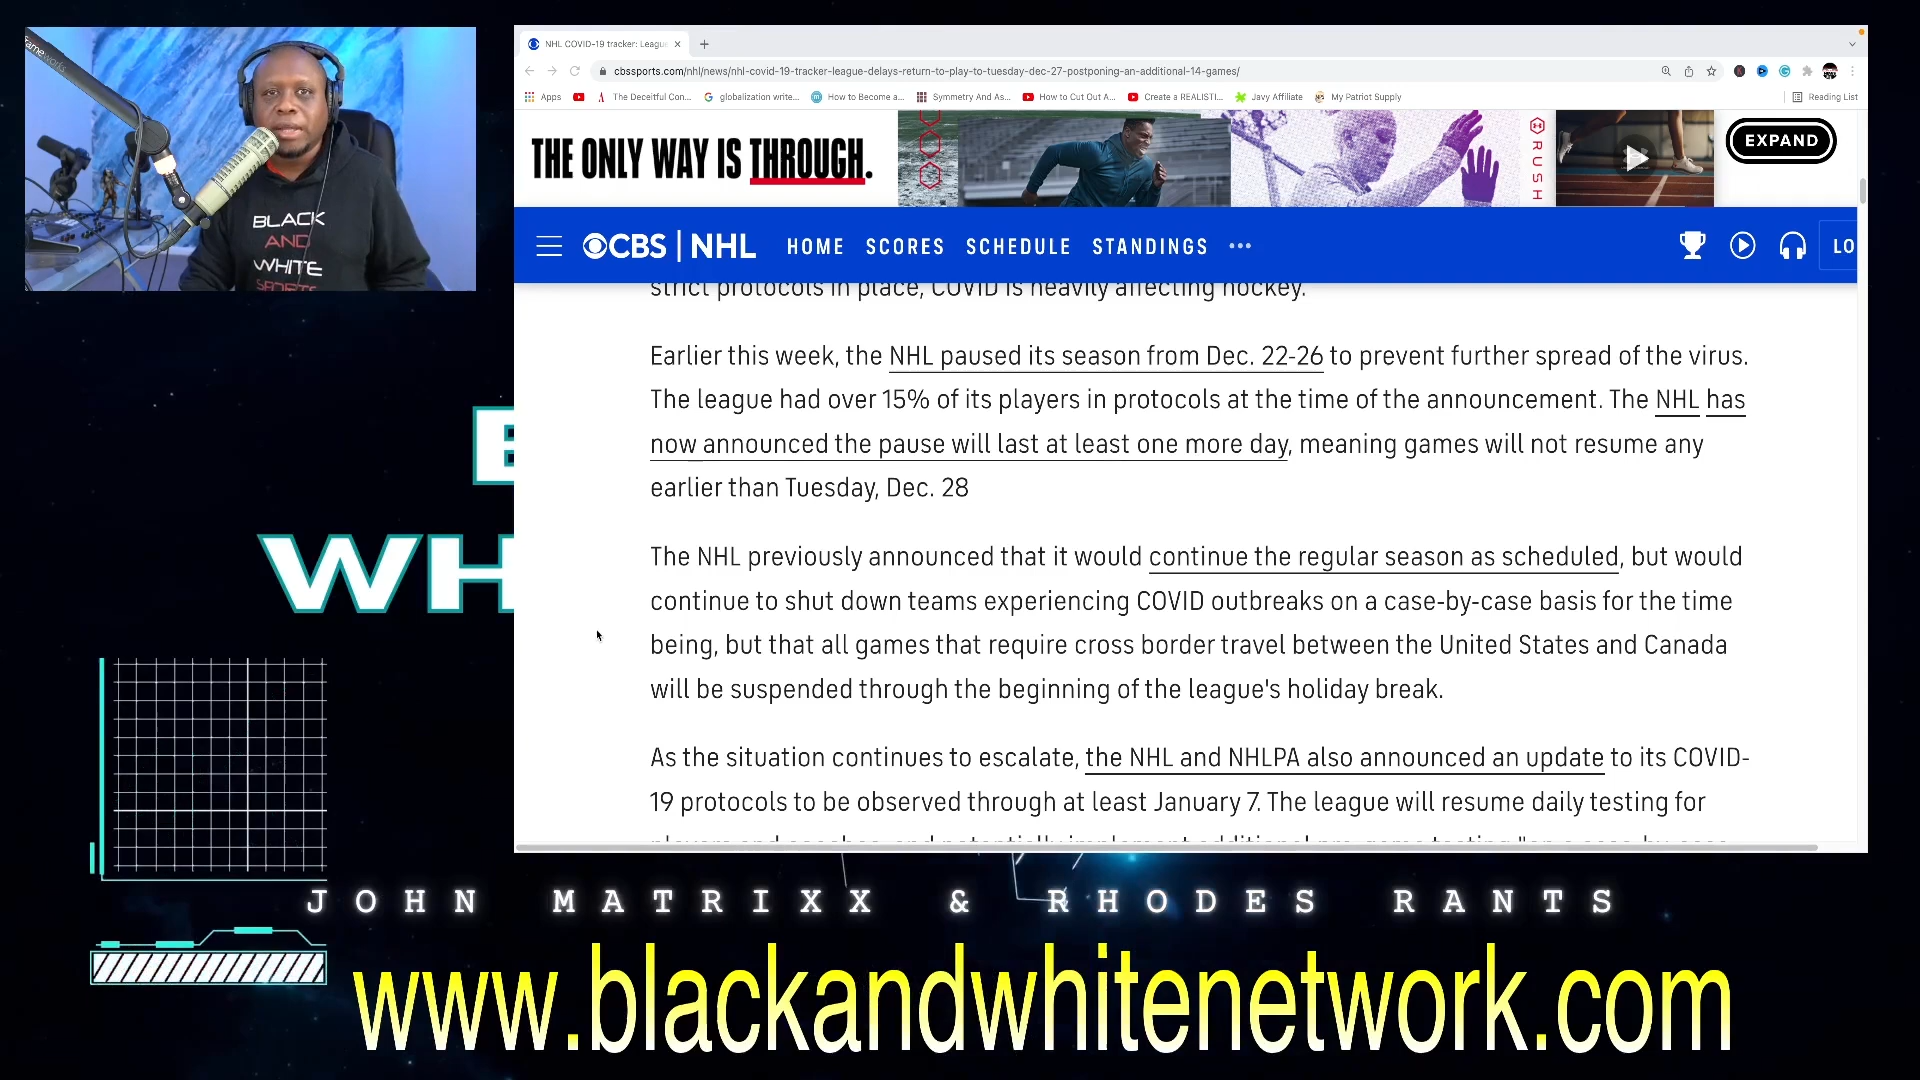 BLACK
AND
WHITE
SPORTS
NHL COVID-19 tracker: Leagu
cbssports.com/nhl/news/nhl-covid-19-tracker-league-delays-return-to-play-to-tuesday-dec-27-postponing-an-additional-14-games/
Apps
The Deceitful Con...
globalization write...
How to Become a...
Symmetry And As...
How to Cut Out A...
Create a REALISTI...
Javy Affiliate
My Patriot Supply
Reading List
THE ONLY WAY IS THROUGH.
RUSH
EXPAND
CBS | NHL HOME SCORES SCHEDULE STANDINGS ••• LO
strict protocols in place, COVID is heavily affecting hockey.
Earlier this week, the NHL paused its season from Dec. 22-26 to prevent further spread of the virus.
The league had over 15% of its players in protocols at the time of the announcement. The NHL has
now announced the pause will last at least one more day, meaning games will not resume any
earlier than Tuesday, Dec. 28
The NHL previously announced that it would continue the regular season as scheduled, but would
continue to shut down teams experiencing COVID outbreaks on a case-by-case basis for the time
being, but that all games that require cross border travel between the United States and Canada
will be suspended through the beginning of the league's holiday break.
As the situation continues to escalate, the NHL and NHLPA also announced an update to its COVID-
19 protocols to be observed through at least January 7. The league will resume daily testing for
B
WH
JOHN MATRIXX & RHODES RANTS
www.blackandwhitenetwork.com